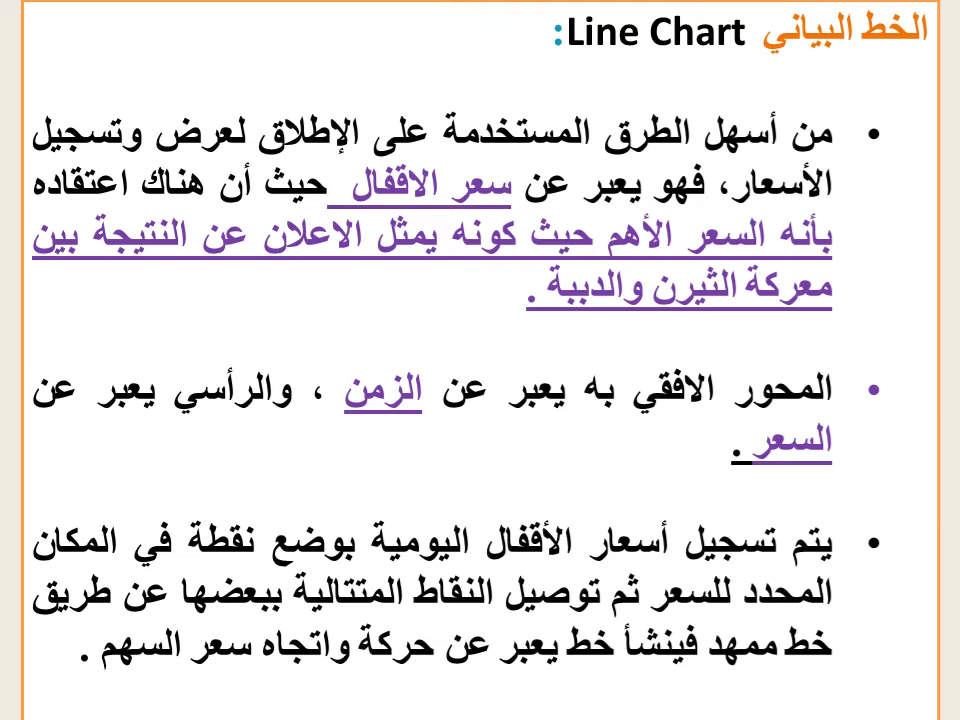 الخط البياني Line Chart:
• من أسهل الطرق المستخدمة على الإطلاق لعرض وتسجيل
الأسعار، فهو يعبر عن سعر الاقفال حيث أن هناك اعتقاده
بأنه السعر الأهم حيث كونه يمثل الاعلان عن النتيجة بين
معركة الثيرن والدببة .
• المحور الافقي به يعبر عن الزمن ، والرأسي يعبر عن
السعر .
• يتم تسجيل أسعار الأقفال اليومية بوضع نقطة في المكان
المحدد للسعر ثم توصيل النقاط المتتالية ببعضها عن طريق
خط ممهد فينشأ خط يعبر عن حركة واتجاه سعر السهم .